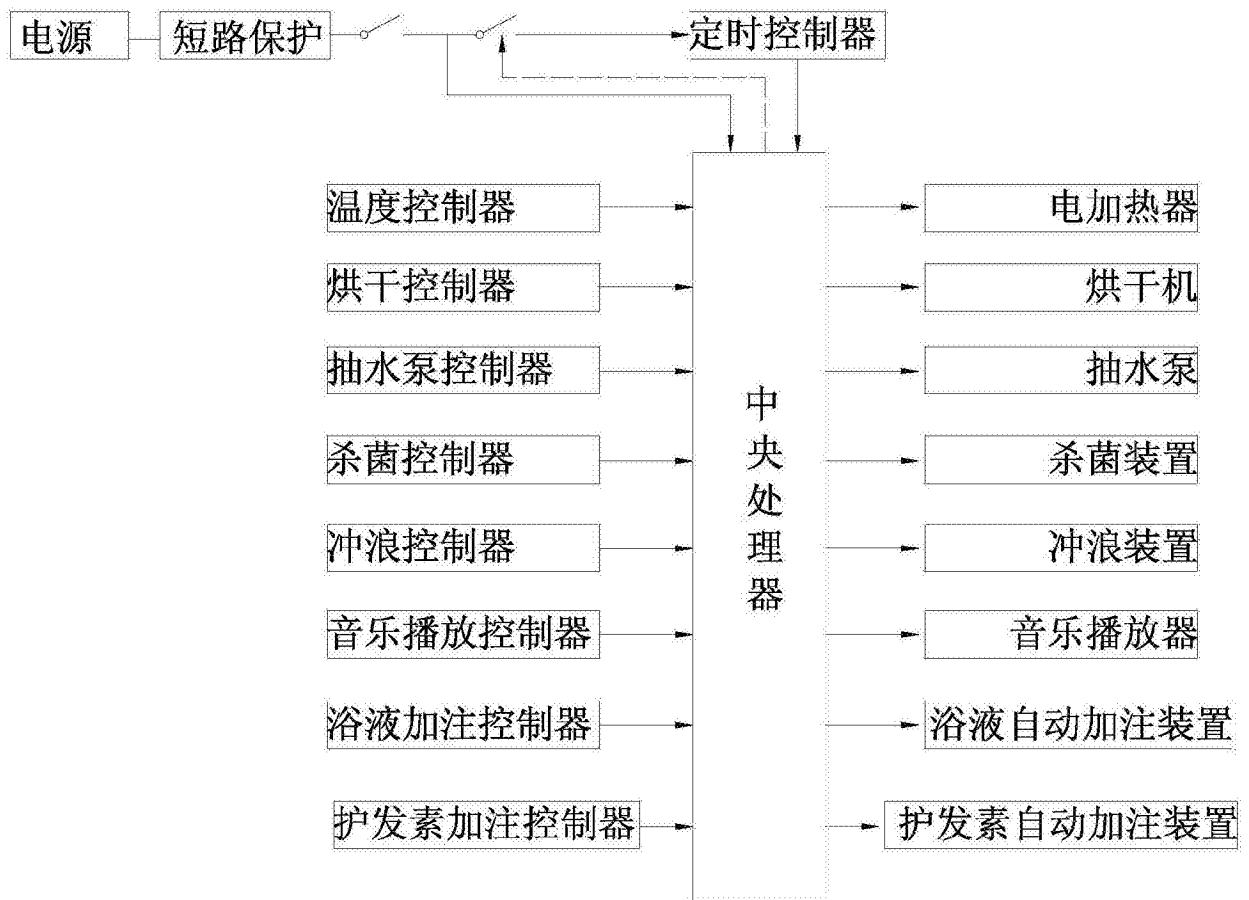 电源
短路保护
定时控制器
温度控制器
电加热器
烘干控制器
烘干机
抽水泵控制器
抽水泵
中央处理器
杀菌控制器
杀菌装置
冲浪控制器
冲浪装置
音乐播放控制器
音乐播放器
浴液加注控制器
浴液自动加注装置
护发素加注控制器
护发素自动加注装置